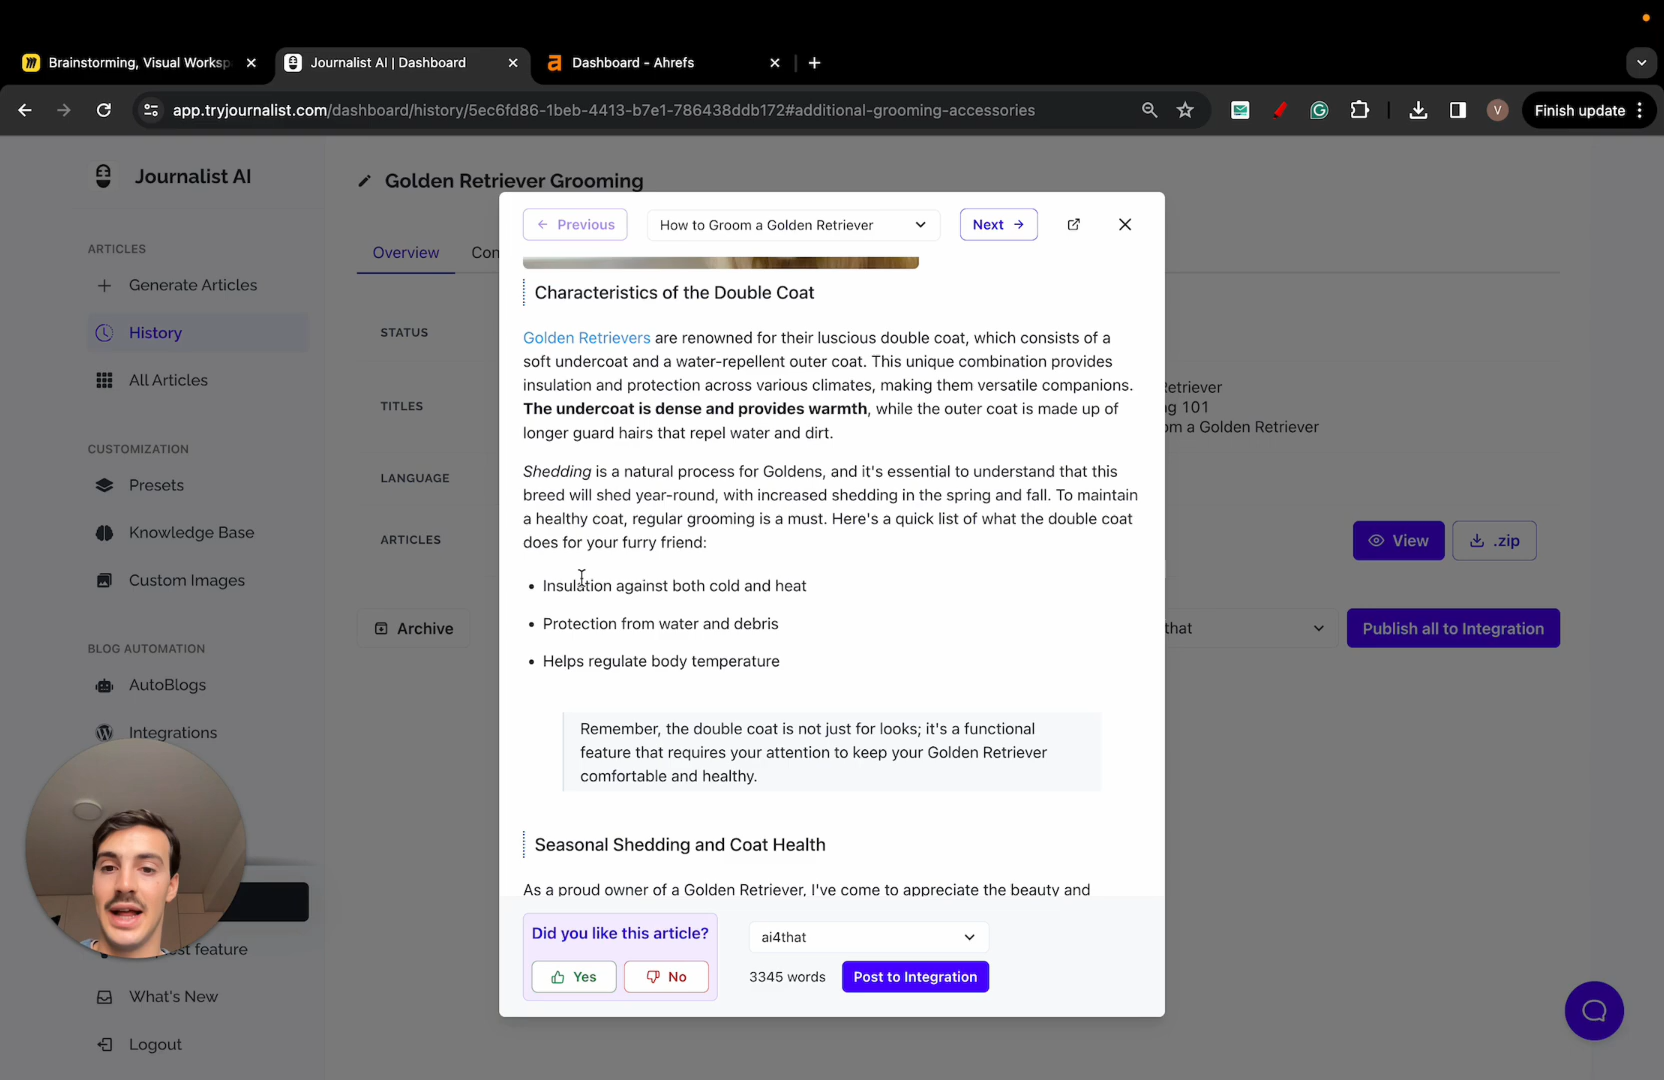 Brainstorming, Visual Worksp
Journalist AI | Dashboard
Dashboard - Ahrefs
app.tryjournalist.com/dashboard/history/5ec6fd86-1beb-4413-b7e1-786438ddb172#additional-grooming-accessories
V
Finish update
Journalist AI
ARTICLES
Generate Articles
History
All Articles
CUSTOMIZATION
Presets
Knowledge Base
Custom Images
BLOG AUTOMATION
AutoBlogs
Integrations
st feature
What's New
Logout
Golden Retriever Grooming
Overview
Con
STATUS
TITLES
etriever
g 101
om a Golden Retriever
LANGUAGE
ARTICLES
View
.zip
Archive
hat
Publish all to Integration
Previous
How to Groom a Golden Retriever
Next
Characteristics of the Double Coat
Golden Retrievers are renowned for their luscious double coat, which consists of a
soft undercoat and a water-repellent outer coat. This unique combination provides
insulation and protection across various climates, making them versatile companions.
The undercoat is dense and provides warmth, while the outer coat is made up of
longer guard hairs that repel water and dirt.
Shedding is a natural process for Goldens, and it's essential to understand that this
breed will shed year-round, with increased shedding in the spring and fall. To maintain
a healthy coat, regular grooming is a must. Here's a quick list of what the double coat
does for your furry friend:
• Insulation against both cold and heat
• Protection from water and debris
• Helps regulate body temperature
Remember, the double coat is not just for looks; it's a functional
feature that requires your attention to keep your Golden Retriever
comfortable and healthy.
Seasonal Shedding and Coat Health
As a proud owner of a Golden Retriever, I've come to appreciate the beauty and
Did you like this article?
Yes
No
ai4that
3345 words
Post to Integration